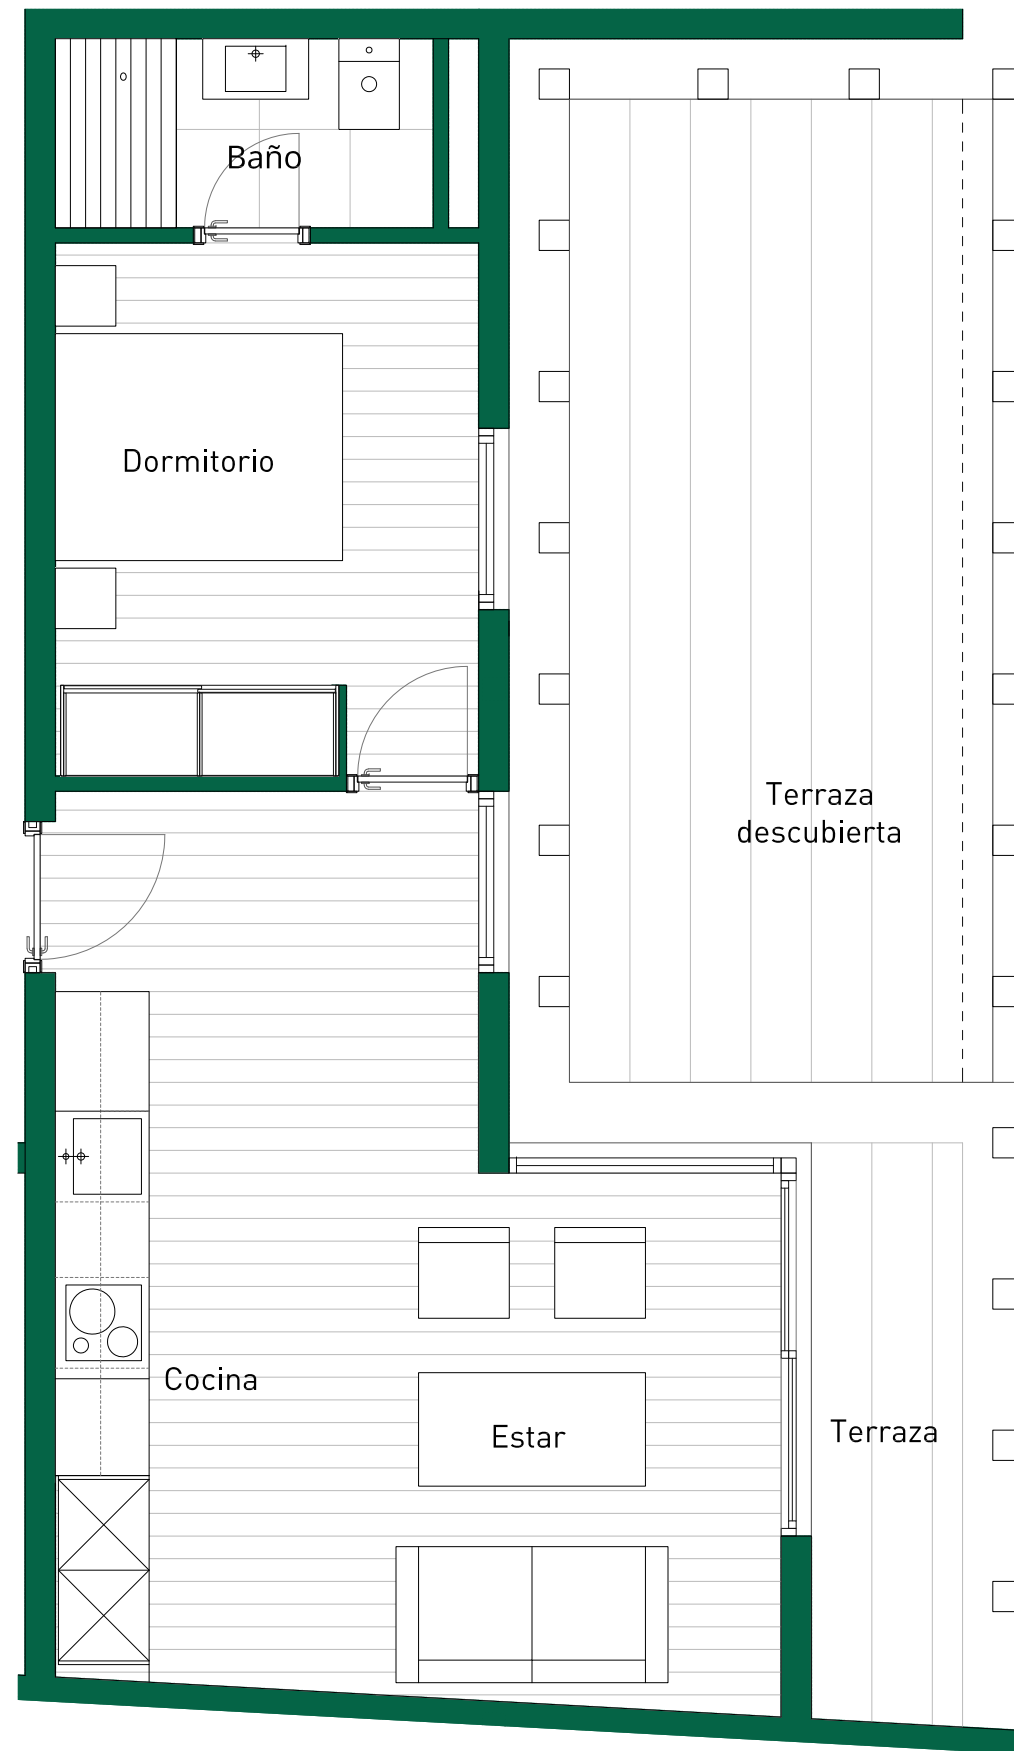 Baño
Dormitorio
Terraza
descubierta
Cocina
Estar
Terraza